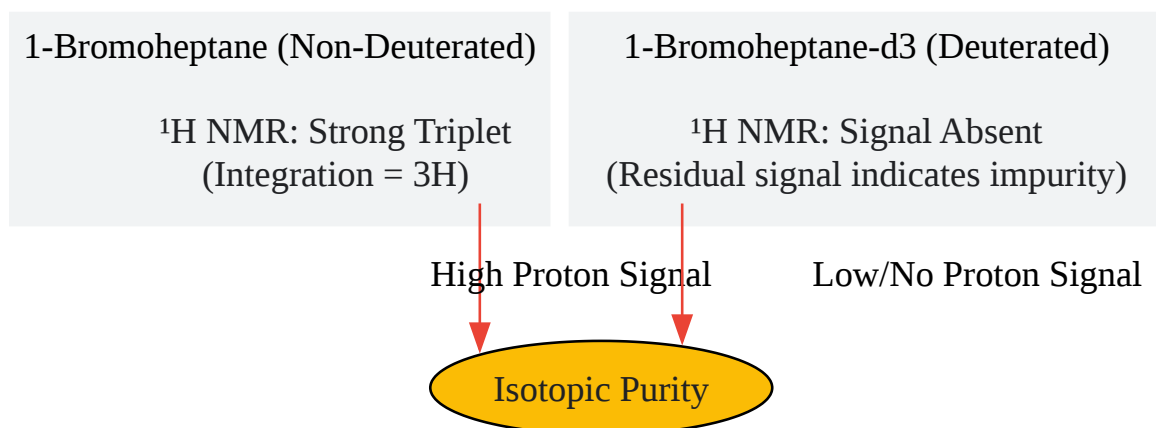 1-Bromoheptane (Non-Deuterated)
¹H NMR: Strong Triplet
(Integration = 3H)
1-Bromoheptane-d3 (Deuterated)
¹H NMR: Signal Absent
(Residual signal indicates impurity)
High Proton Signal
Low/No Proton Signal
Isotopic Purity